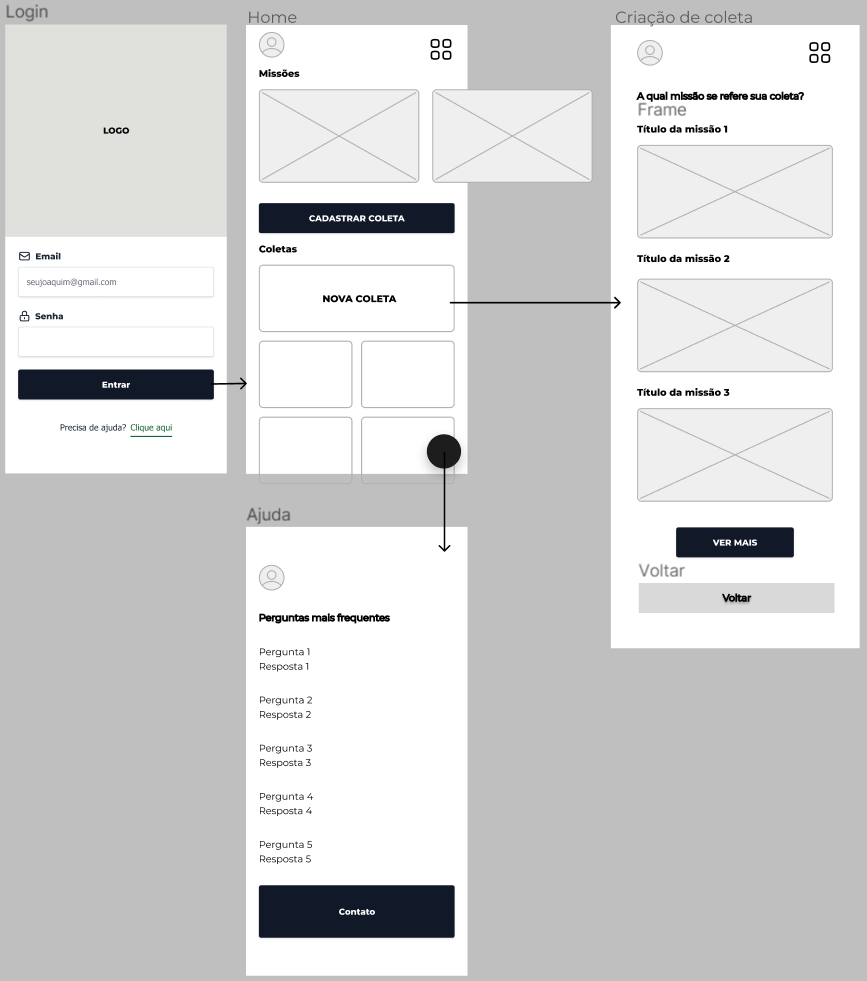 Login
LOGO
Email
seujoaquim@gmail.com
Senha
Entrar
Precisa de ajuda? Clique aqui
Home
Missões
CADASTRAR COLETA
Coletas
NOVA COLETA
Ajuda
Perguntas mais frequentes
Pergunta 1
Resposta 1
Pergunta 2
Resposta 2
Pergunta 3
Resposta 3
Pergunta 4
Resposta 4
Pergunta 5
Resposta 5
Contato
Criação de coleta
A qual missão se refere sua coleta?
Frame
Título da missão 1
Título da missão 2
Título da missão 3
VER MAIS
Voltar
Voltar